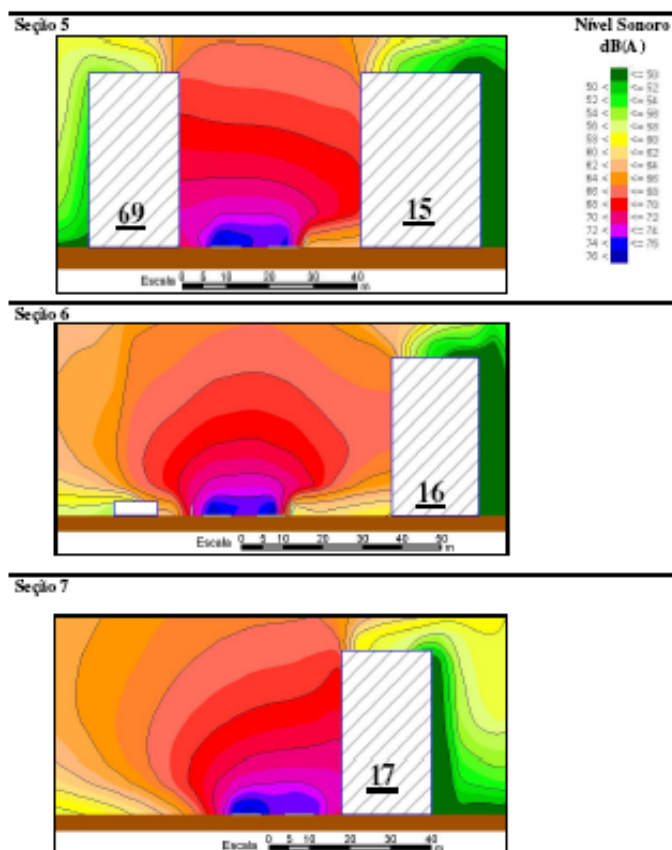 Seção 5
Nível Sonoro
dB(A)
<= 50
50 < <= 52
52 < <= 54
54 < <= 56
56 < <= 58
58 < <= 60
60 < <= 62
62 < <= 64
64 < <= 66
66 < <= 68
68 < <= 70
70 < <= 72
72 < <= 74
74 < <= 76
76 <
69
15
Escala 0 5 10 20 30 40
m
Seção 6
16
Escala 0 5 10 20 30 40 50
m
Seção 7
17
Escala 0 5 10 20 30 40
m